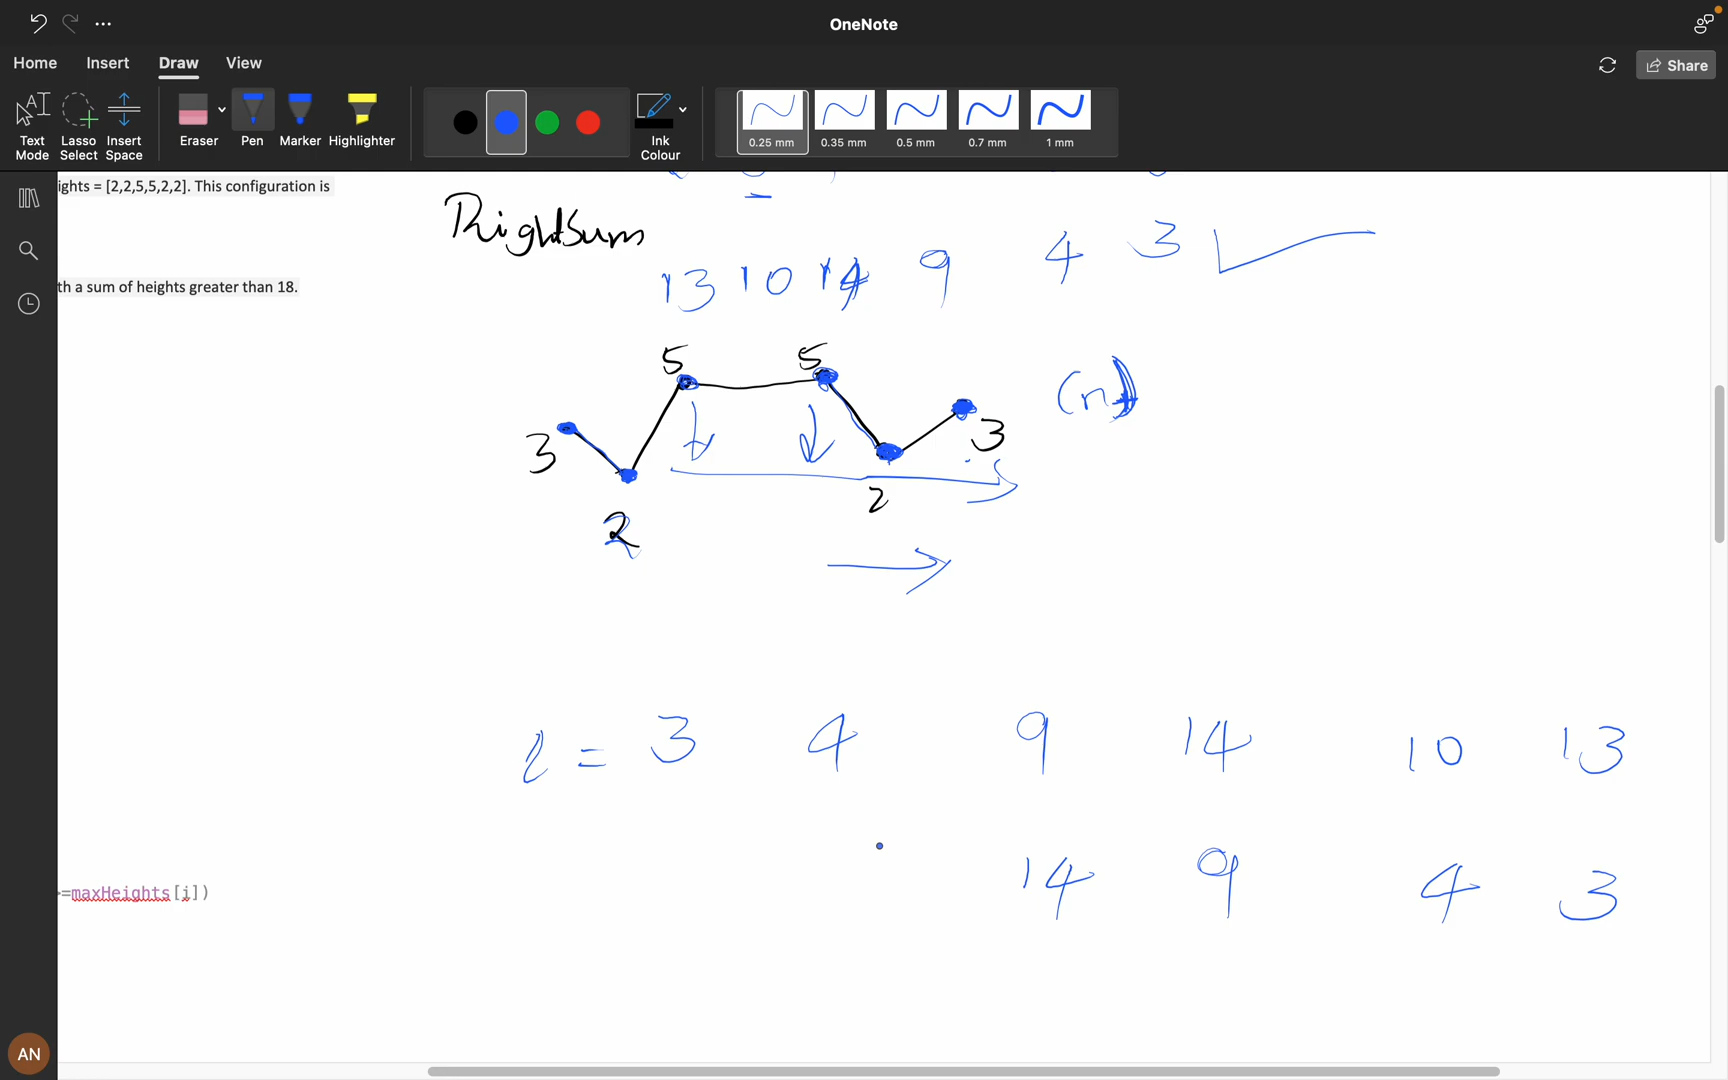 OneNote
Home Insert Draw View
Share
Text Mode
Lasso Select
Insert Space
Eraser
Pen
Marker
Highlighter
Ink Colour
0.25 mm
0.35 mm
0.5 mm
0.7 mm
1 mm
ights = [2,2,5,5,2,2]. This configuration is
RightSum
4 3
13 10 14 9
th a sum of heights greater than 18.
5 5
(n)
3 3
2
2
l = 3 4 9 14 10 13
14 9 4 3
=maxHeights[i])
AN